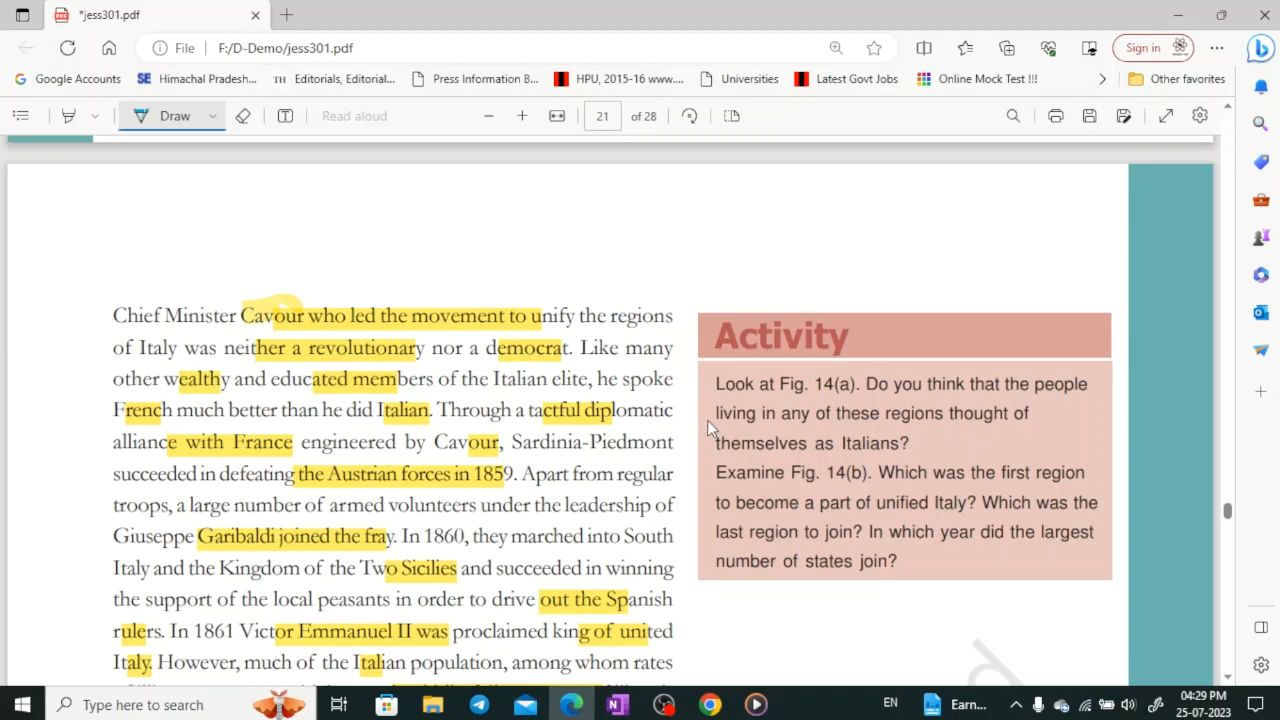 *jess301.pdf
File F:/D-Demo/jess301.pdf Sign in
Google Accounts SE Himachal Pradesh... TH Editorials, Editorial... Press Information B... HPU, 2015-16 www.... Universities Latest Govt Jobs Online Mock Test !!! Other favorites
Draw Read aloud 21 of 28
Chief Minister Cavour who led the movement to unify the regions
of Italy was neither a revolutionary nor a democrat. Like many
other wealthy and educated members of the Italian elite, he spoke
French much better than he did Italian. Through a tactful diplomatic
alliance with France engineered by Cavour, Sardinia-Piedmont
succeeded in defeating the Austrian forces in 1859. Apart from regular
troops, a large number of armed volunteers under the leadership of
Giuseppe Garibaldi joined the fray. In 1860, they marched into South
Italy and the Kingdom of the Two Sicilies and succeeded in winning
the support of the local peasants in order to drive out the Spanish
rulers. In 1861 Victor Emmanuel II was proclaimed king of united
Italy. However, much of the Italian population, among whom rates
Activity
Look at Fig. 14(a). Do you think that the people
living in any of these regions thought of
themselves as Italians?
Examine Fig. 14(b). Which was the first region
to become a part of unified Italy? Which was the
last region to join? In which year did the largest
number of states join?
d
Type here to search EN Earn... 04:29 PM
25-07-2023